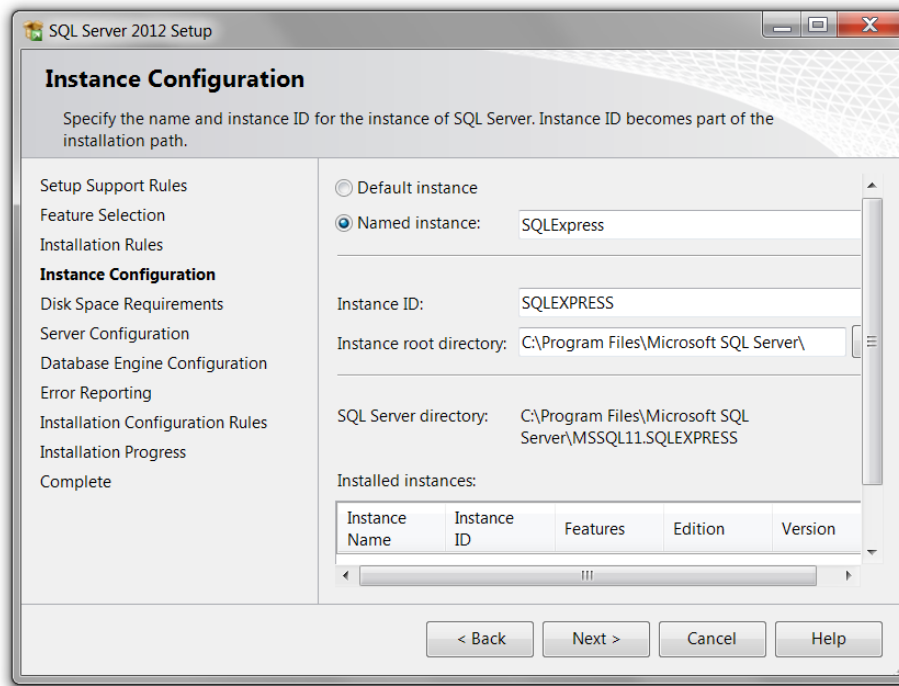 SQL Server 2012 Setup
Instance Configuration
Specify the name and instance ID for the instance of SQL Server. Instance ID becomes part of the
installation path.
Setup Support Rules
Feature Selection
Installation Rules
Instance Configuration
Disk Space Requirements
Server Configuration
Database Engine Configuration
Error Reporting
Installation Configuration Rules
Installation Progress
Complete
Default instance
Named instance: SQLExpress
Instance ID: SQLEXPRESS
Instance root directory: C:\Program Files\Microsoft SQL Server\
SQL Server directory: C:\Program Files\Microsoft SQL
Server\MSSQL11.SQLEXPRESS
Installed instances:
Instance Name Instance ID Features Edition Version
< Back Next > Cancel Help